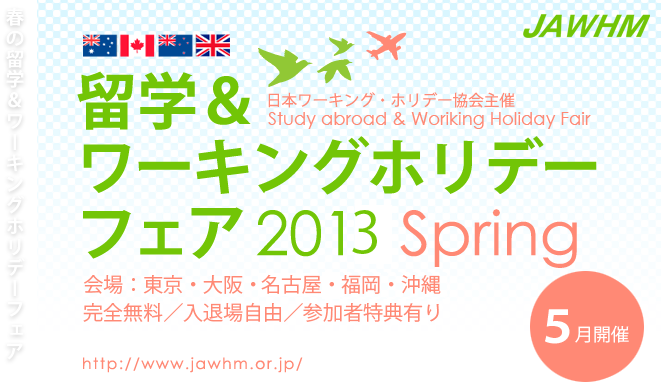 春の留学&ワーキングホリデーフェア
JAWHM
留学&
日本ワーキング・ホリデー協会主催
Study abroad & Woriking Holiday Fair
ワーキングホリデー
フェア 2013 Spring
会場：東京・大阪・名古屋・福岡・沖縄
完全無料／入退場自由／参加者特典有り
5月開催
http://www.jawhm.or.jp/